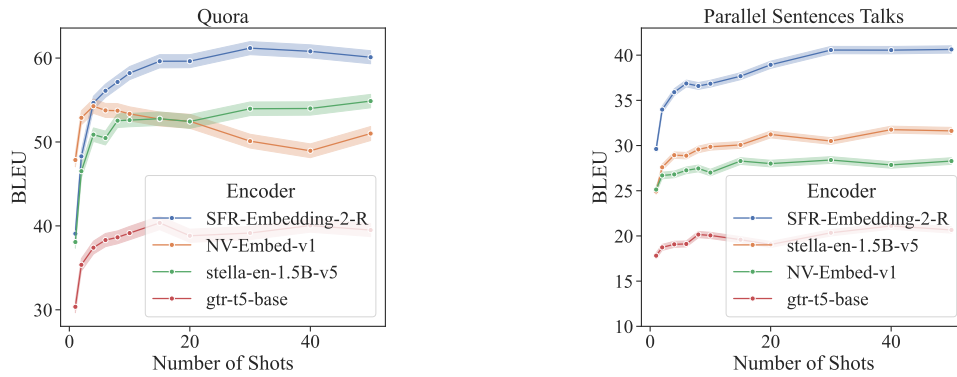 Quora
BLEU
60
50
40
30
Encoder
SFR-Embedding-2-R
NV-Embed-v1
stella-en-1.5B-v5
gtr-t5-base
0
20
40
Number of Shots
Parallel Sentences Talks
BLEU
40
35
30
25
20
15
10
Encoder
SFR-Embedding-2-R
stella-en-1.5B-v5
NV-Embed-v1
gtr-t5-base
0
20
40
Number of Shots